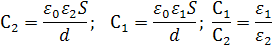 C₂ = ε₀ε₂S/d; C₁ = ε₀ε₁S/d; C₁/C₂ = ε₁/ε₂